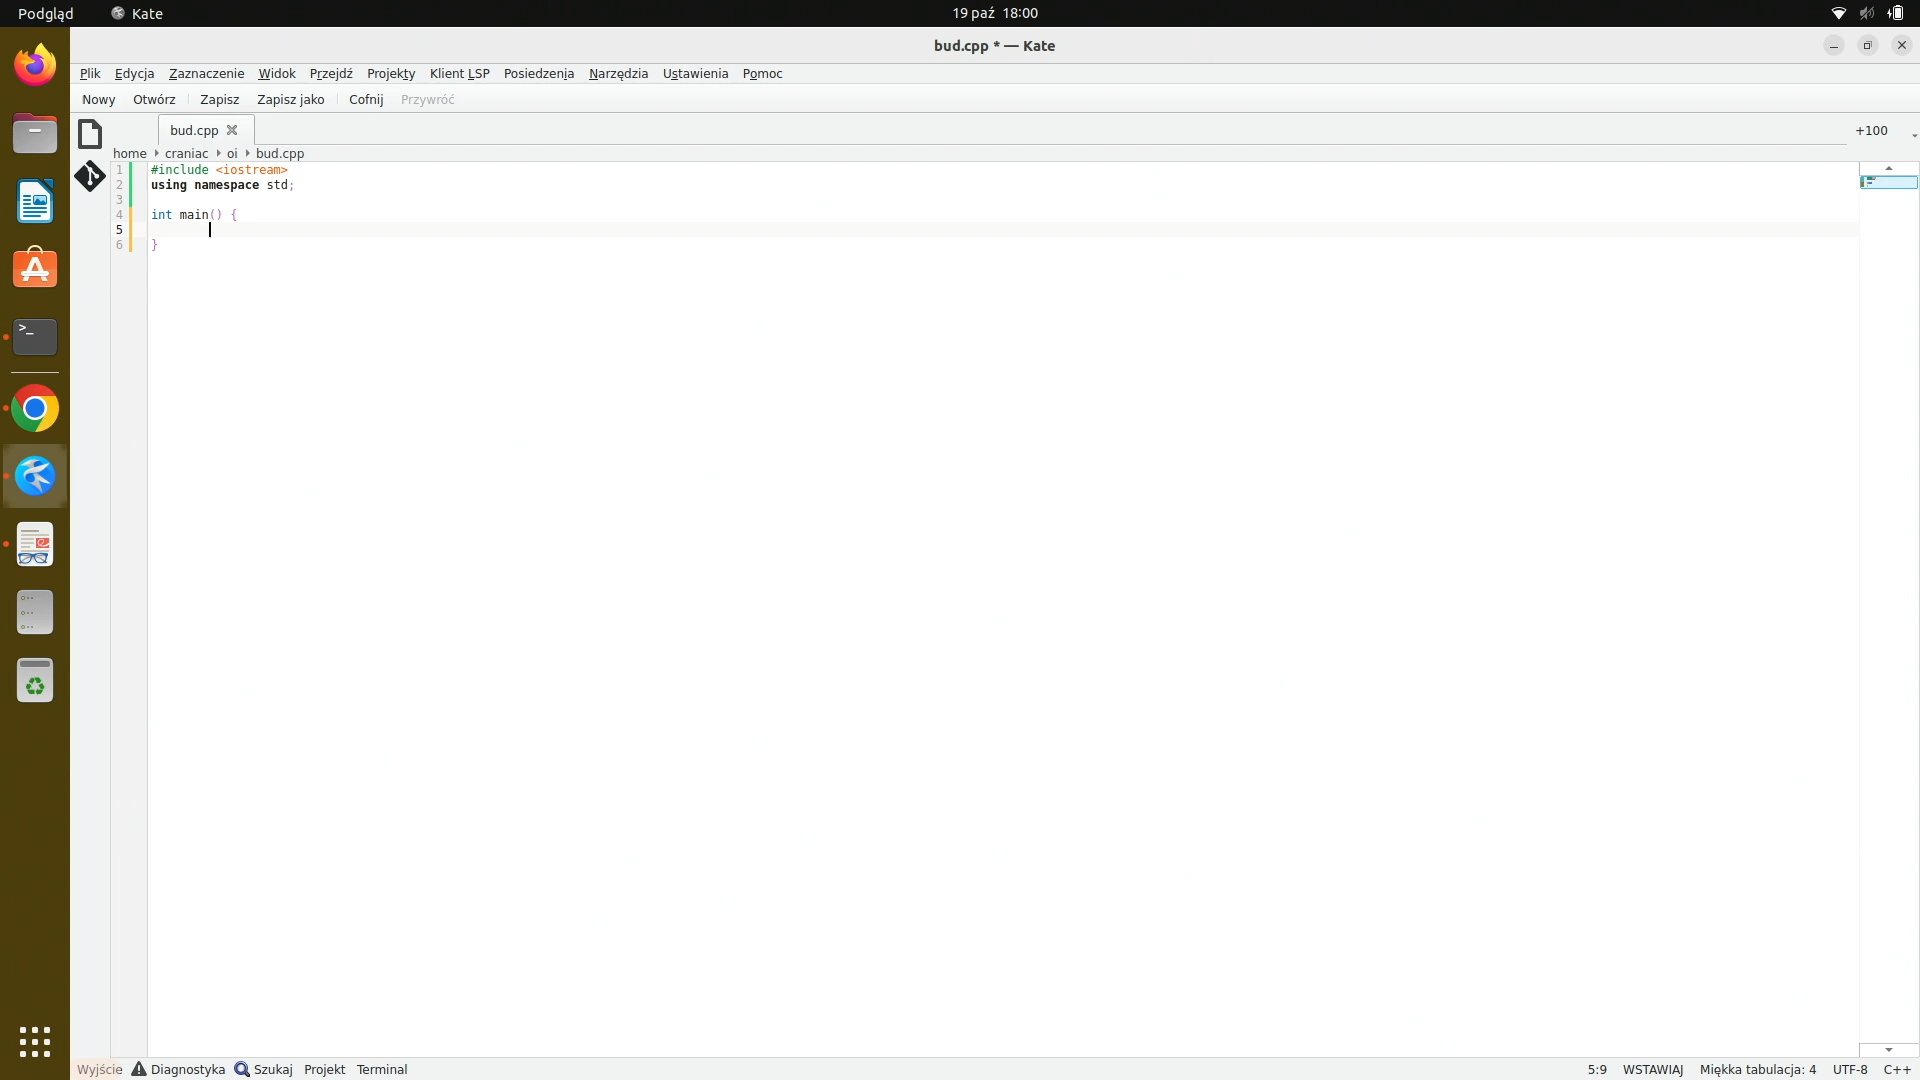 Podgląd Kate 19 paź 18:00
bud.cpp * — Kate
Plik Edycja Zaznaczenie Widok Przejdź Projekty Klient LSP Posiedzenia Narzędzia Ustawienia Pomoc
Nowy Otwórz Zapisz Zapisz jako Cofnij Przywróć
bud.cpp +100
home craniac oi bud.cpp
1 #include <iostream>
2 using namespace std;
3
4 int main() {
5
6 }
Wyjście Diagnostyka Szukaj Projekt Terminal 5:9 WSTAWIAJ Miękka tabulacja: 4 UTF-8 C++